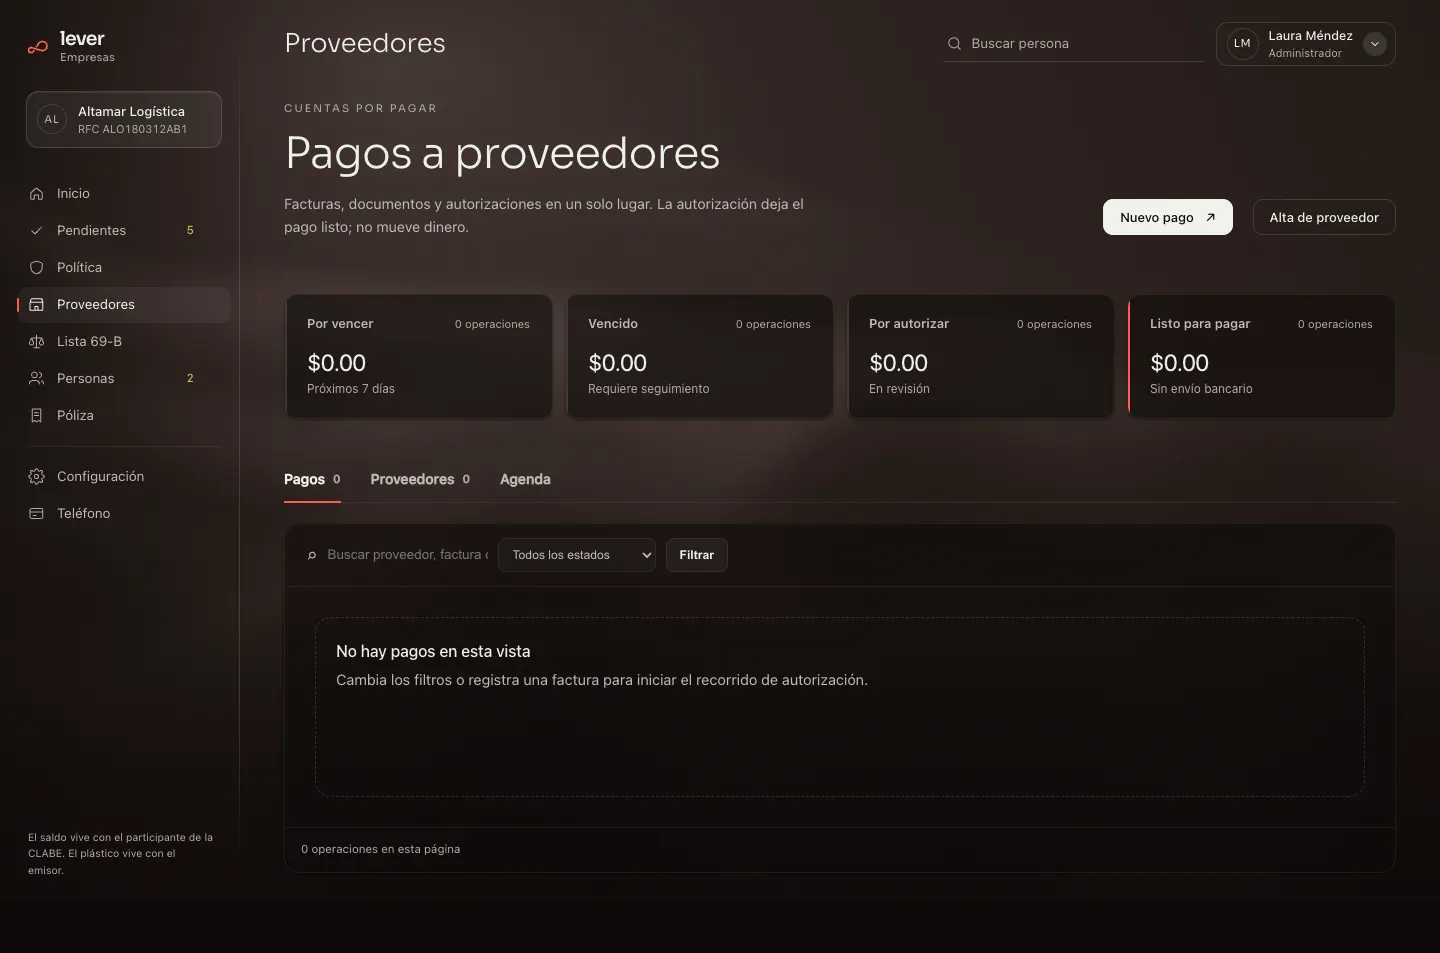 lever
Empresas
AL
Altamar Logística
RFC ALO180312AB1
Inicio
Pendientes 5
Política
Proveedores
Lista 69-B
Personas 2
Póliza
Configuración
Teléfono
El saldo vive con el participante de la
CLABE. El plástico vive con el
emisor.
Proveedores
Buscar persona
LM
Laura Méndez
Administrador
CUENTAS POR PAGAR
Pagos a proveedores
Facturas, documentos y autorizaciones en un solo lugar. La autorización deja el
pago listo; no mueve dinero.
Nuevo pago
Alta de proveedor
Por vencer 0 operaciones
$0.00
Próximos 7 días
Vencido 0 operaciones
$0.00
Requiere seguimiento
Por autorizar 0 operaciones
$0.00
En revisión
Listo para pagar 0 operaciones
$0.00
Sin envío bancario
Pagos 0 Proveedores 0 Agenda
Buscar proveedor, factura Todos los estados Filtrar
No hay pagos en esta vista
Cambia los filtros o registra una factura para iniciar el recorrido de autorización.
0 operaciones en esta página